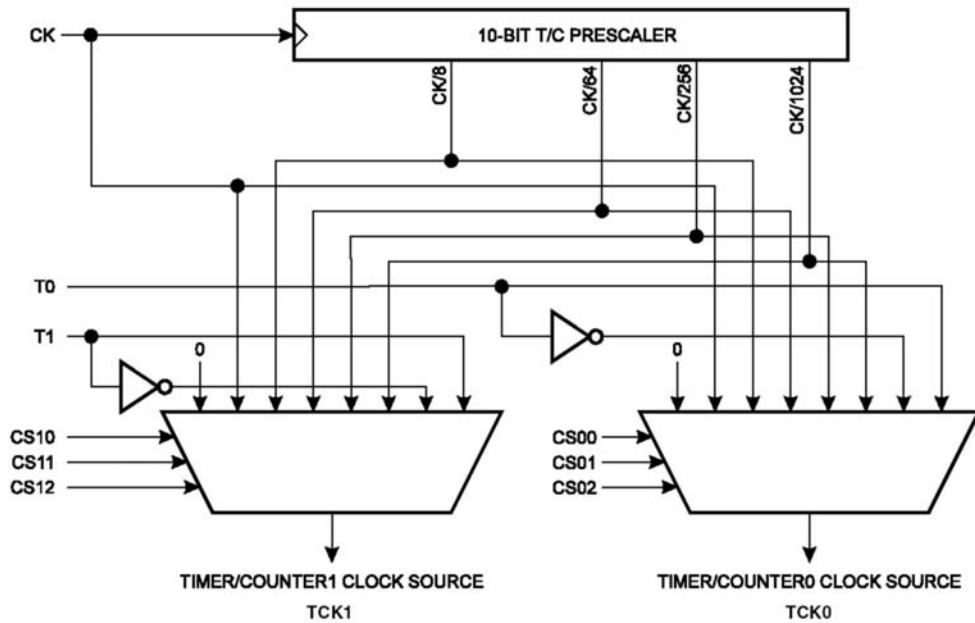 CK
10-BIT T/C PRESCALER
CK/8
CK/64
CK/256
CK/1024
T0
T1
0
0
CS10
CS11
CS12
CS00
CS01
CS02
TIMER/COUNTER1 CLOCK SOURCE
TCK1
TIMER/COUNTER0 CLOCK SOURCE
TCK0